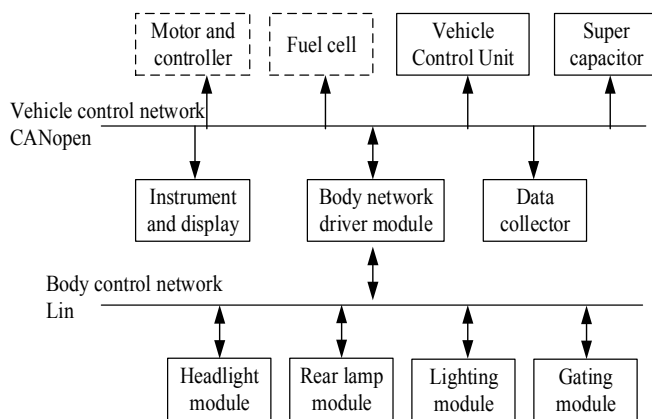 Motor and
controller
Fuel cell
Vehicle
Control Unit
Super
capacitor
Vehicle control network
CANopen
Instrument
and display
Body network
driver module
Data
collector
Body control network
Lin
Headlight
module
Rear lamp
module
Lighting
module
Gating
module